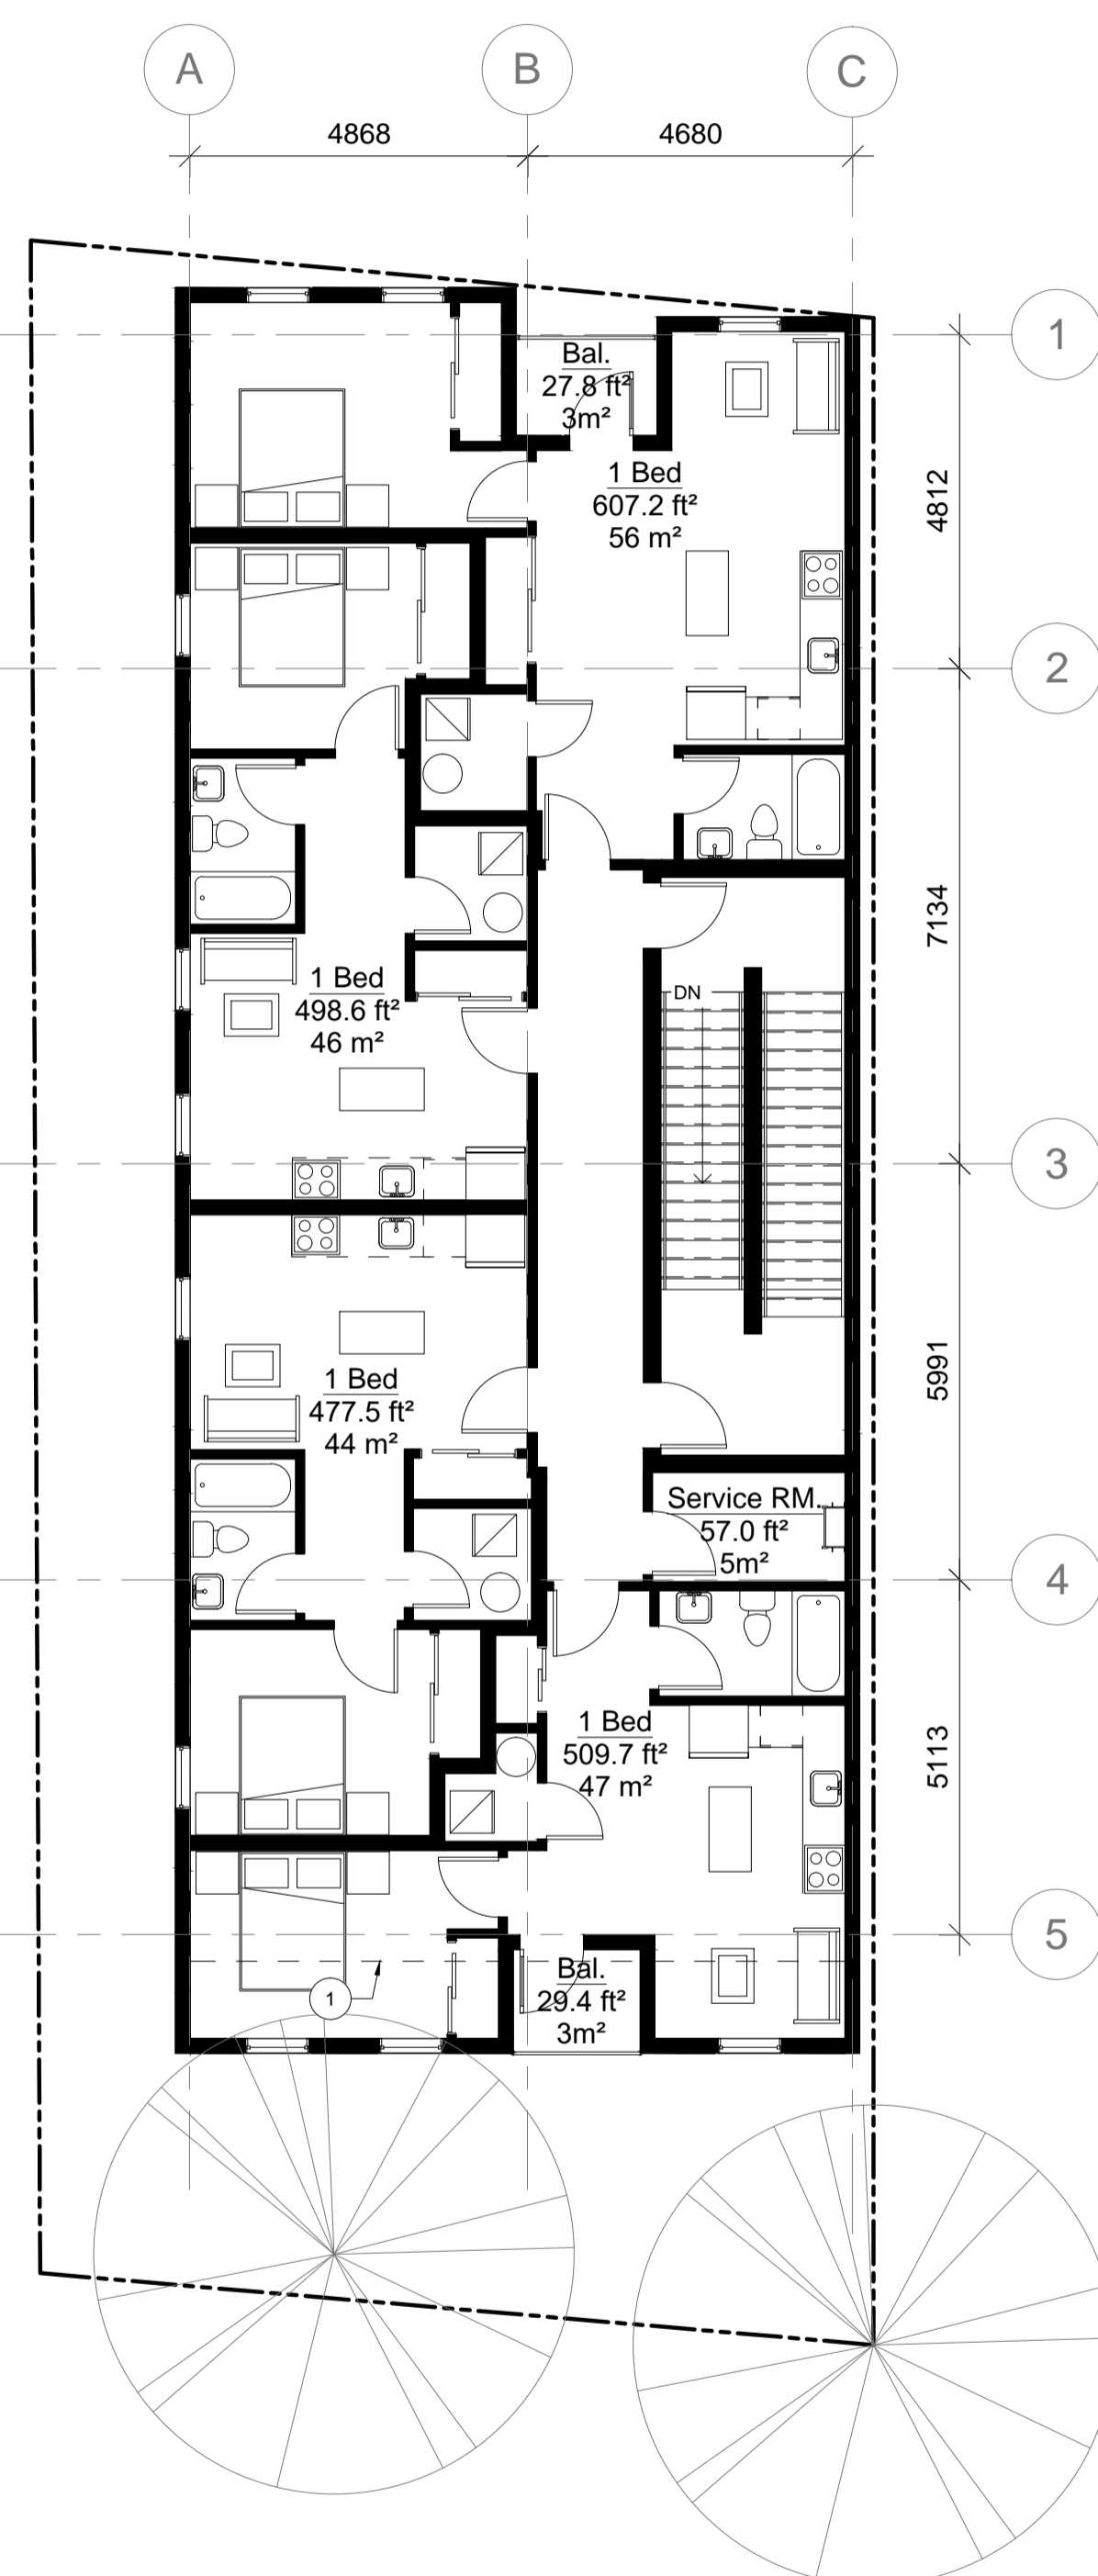 A
B
C
4868
4680
1
Bal.
27.8 ft²
3m²
1 Bed
607.2 ft²
56 m²
4812
2
7134
DN
1 Bed
498.6 ft²
46 m²
3
1 Bed
477.5 ft²
44 m²
5991
Service RM.
57.0 ft²
5m²
4
1 Bed
509.7 ft²
47 m²
5113
5
Bal.
29.4 ft²
3m²
1